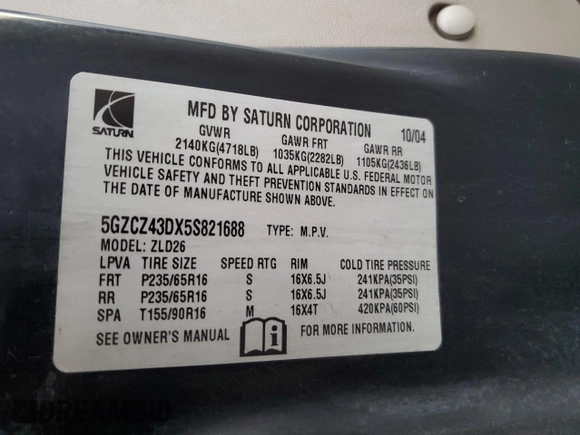 MFD BY SATURN CORPORATION 10/04
SATURN
GVWR GAWR FRT GAWR RR
2140KG(4718LB) 1035KG(2282LB) 1105KG(2436LB)
THIS VEHICLE CONFORMS TO ALL APPLICABLE U.S. FEDERAL MOTOR
VEHICLE SAFETY AND THEFT PREVENTION STANDARDS IN EFFECT ON
THE DATE OF MANUFACTURE SHOWN ABOVE.
5GZCZ43DX5S821688 TYPE: M.P.V.
MODEL: ZLD26
LPVA TIRE SIZE SPEED RTG RIM COLD TIRE PRESSURE
FRT P235/65R16 S 16X6.5J 241KPA(35PSI)
RR P235/65R16 S 16X6.5J 241KPA(35PSI)
SPA T155/90R16 M 16X4T 420KPA(60PSI)
SEE OWNER'S MANUAL FOR MORE INFORMATION.
DREAMBID